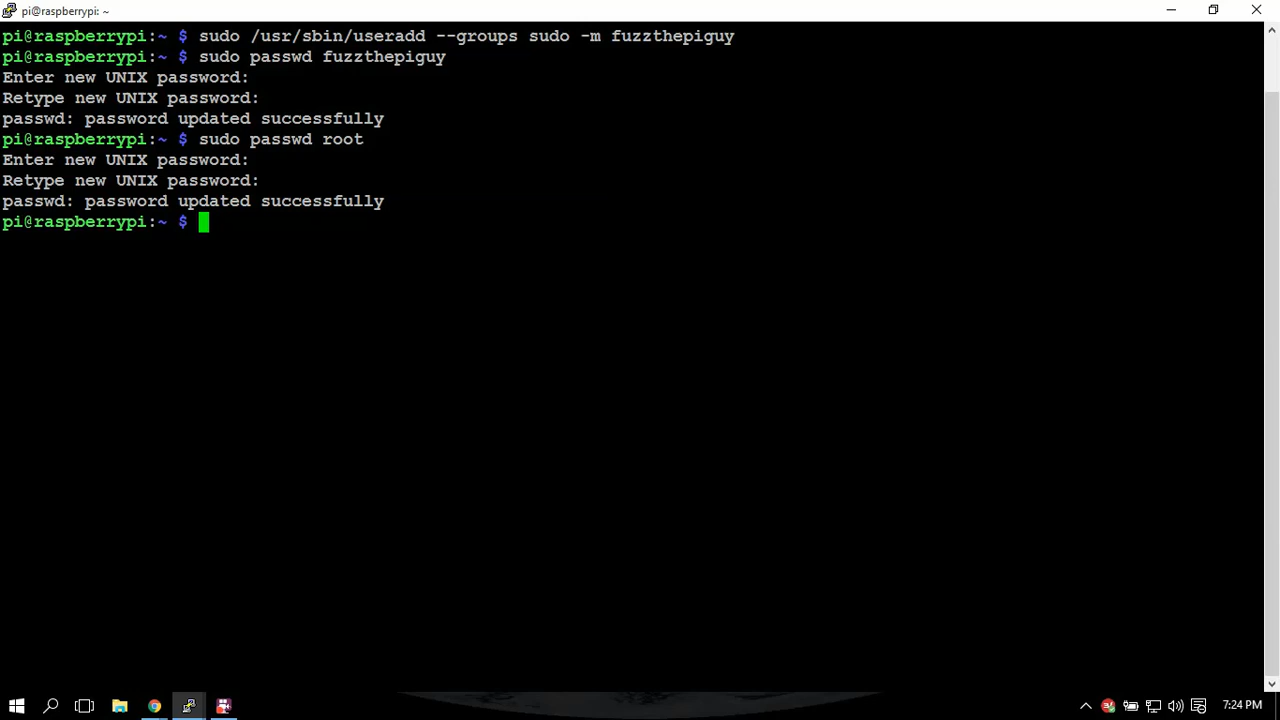 pi@raspberrypi: ~
pi@raspberrypi:~ $ sudo /usr/sbin/useradd --groups sudo -m fuzzthepiguy
pi@raspberrypi:~ $ sudo passwd fuzzthepiguy
Enter new UNIX password:
Retype new UNIX password:
passwd: password updated successfully
pi@raspberrypi:~ $ sudo passwd root
Enter new UNIX password:
Retype new UNIX password:
passwd: password updated successfully
pi@raspberrypi:~ $
7:24 PM